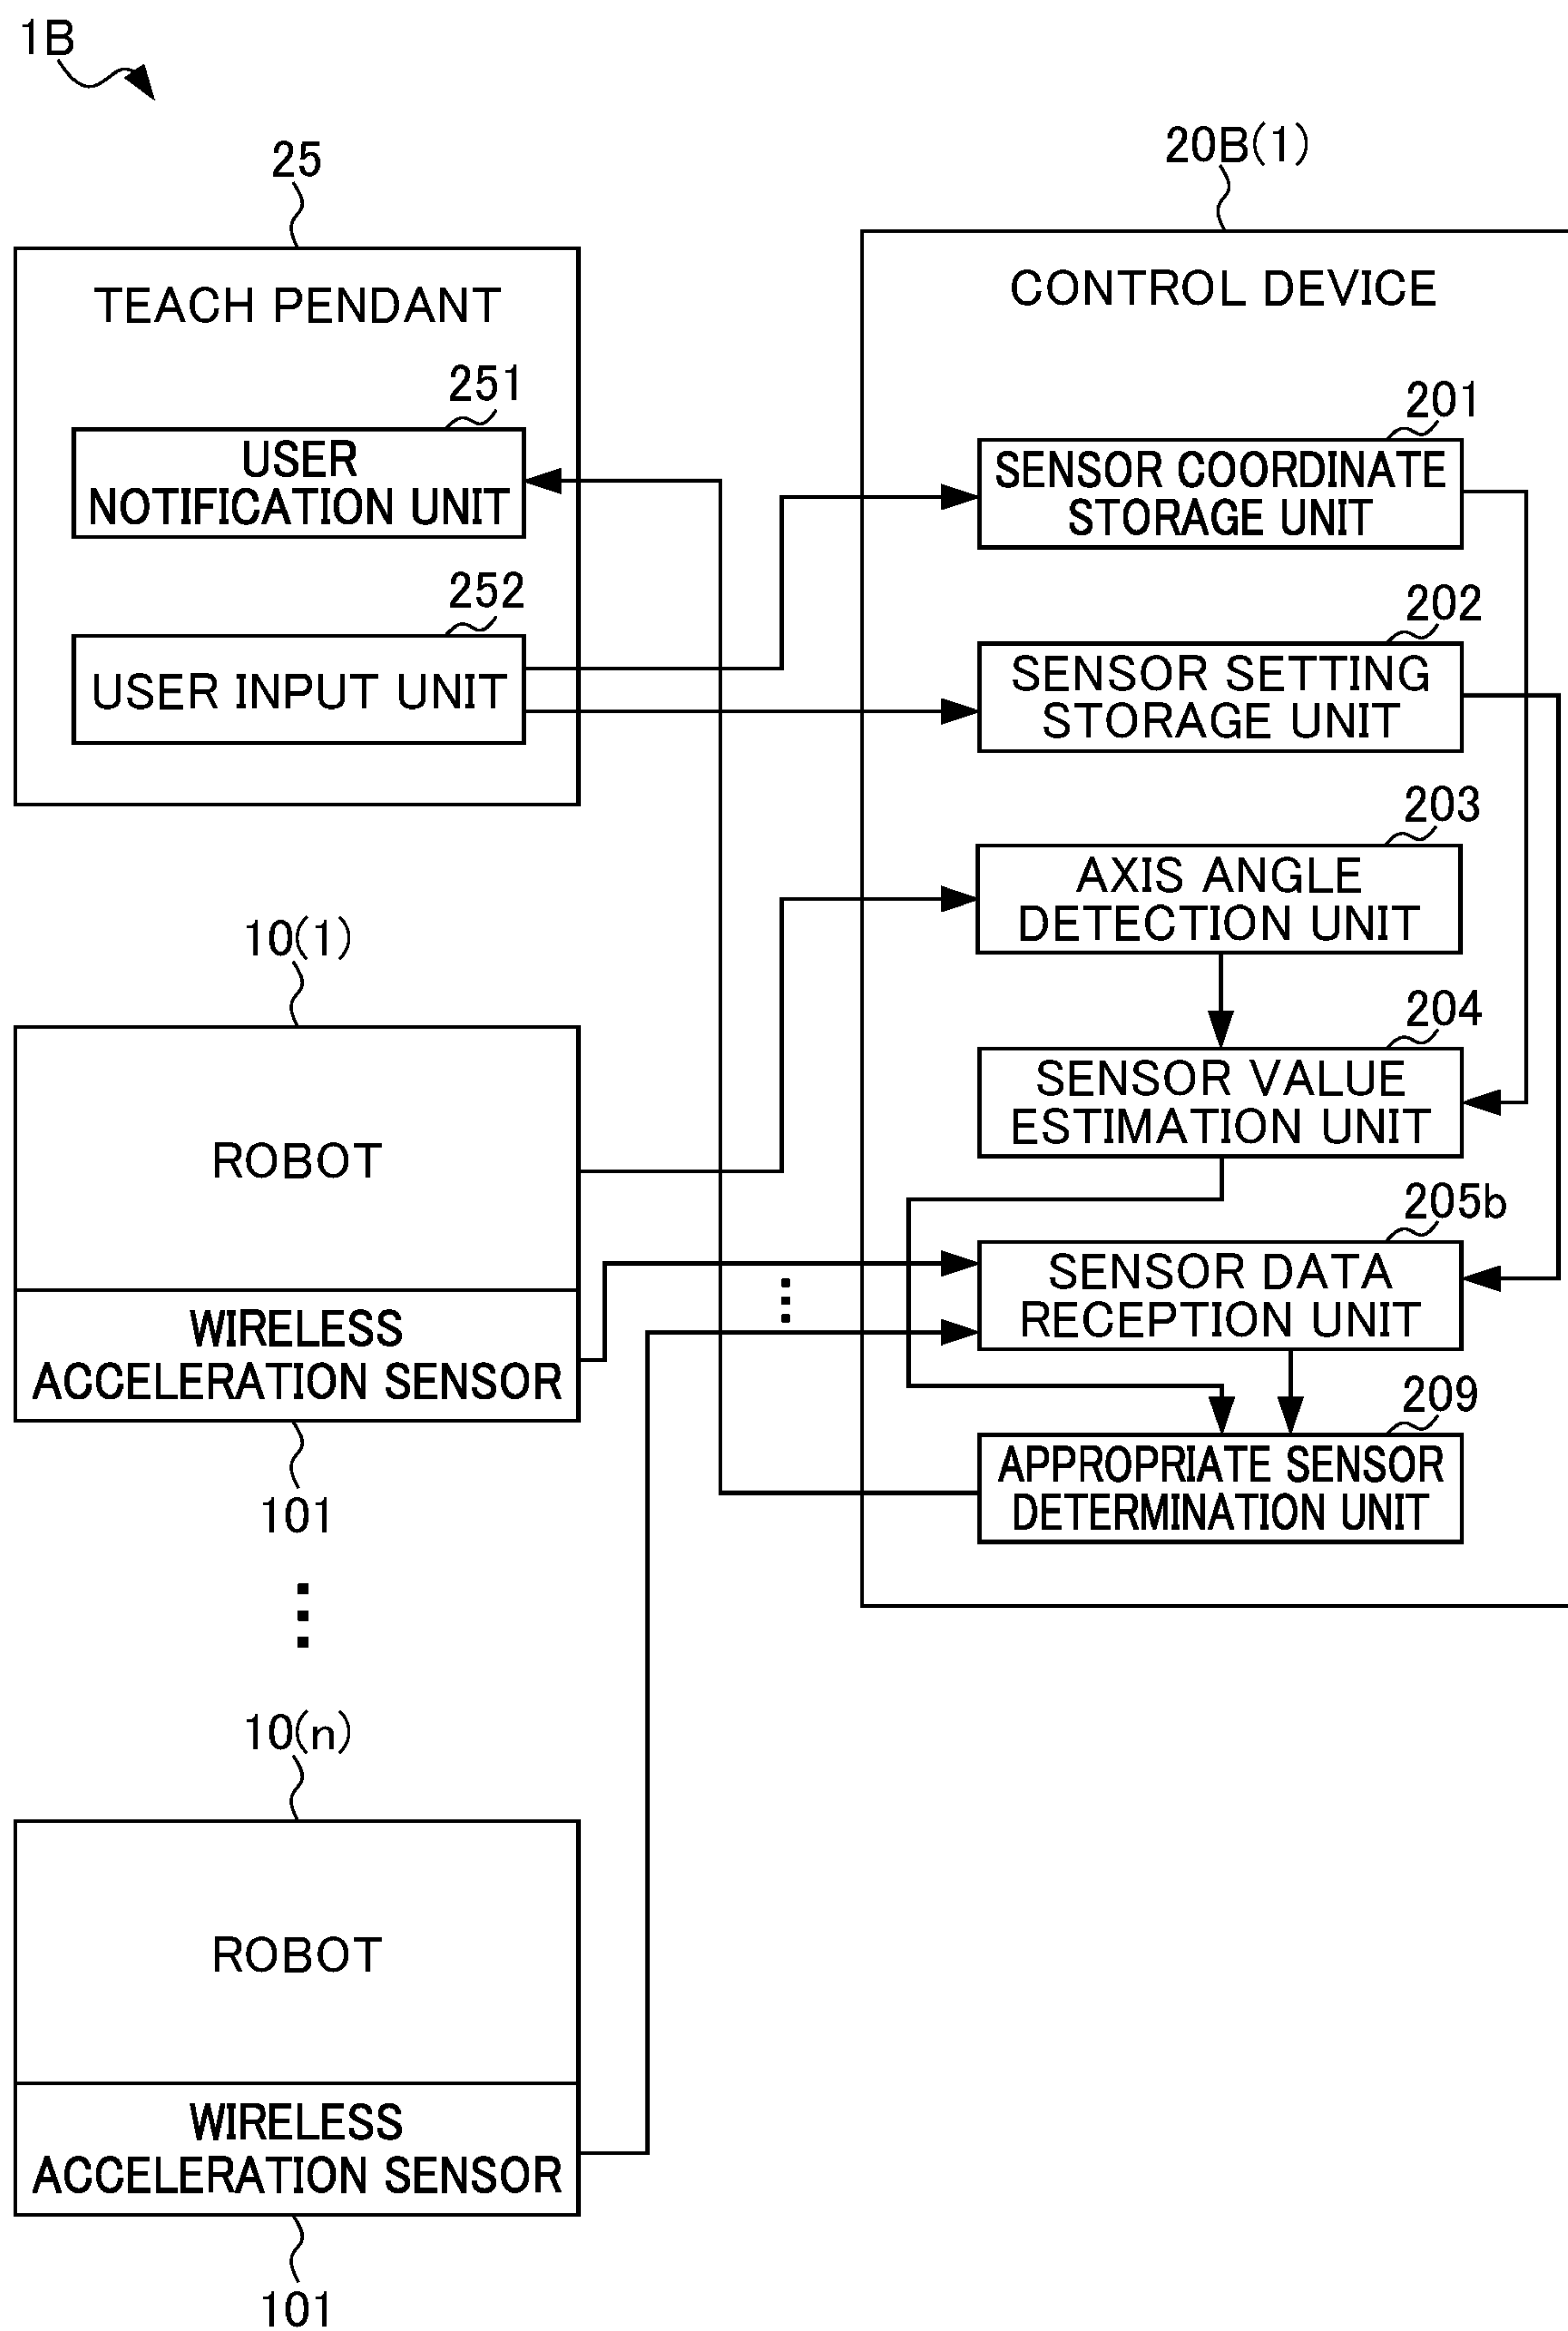 1B
25
TEACH PENDANT
251
USER
NOTIFICATION UNIT
252
USER INPUT UNIT
10(1)
ROBOT
WIRELESS
ACCELERATION SENSOR
101
10(n)
ROBOT
WIRELESS
ACCELERATION SENSOR
101
20B(1)
CONTROL DEVICE
201
SENSOR COORDINATE
STORAGE UNIT
202
SENSOR SETTING
STORAGE UNIT
203
AXIS ANGLE
DETECTION UNIT
204
SENSOR VALUE
ESTIMATION UNIT
205b
SENSOR DATA
RECEPTION UNIT
209
APPROPRIATE SENSOR
DETERMINATION UNIT